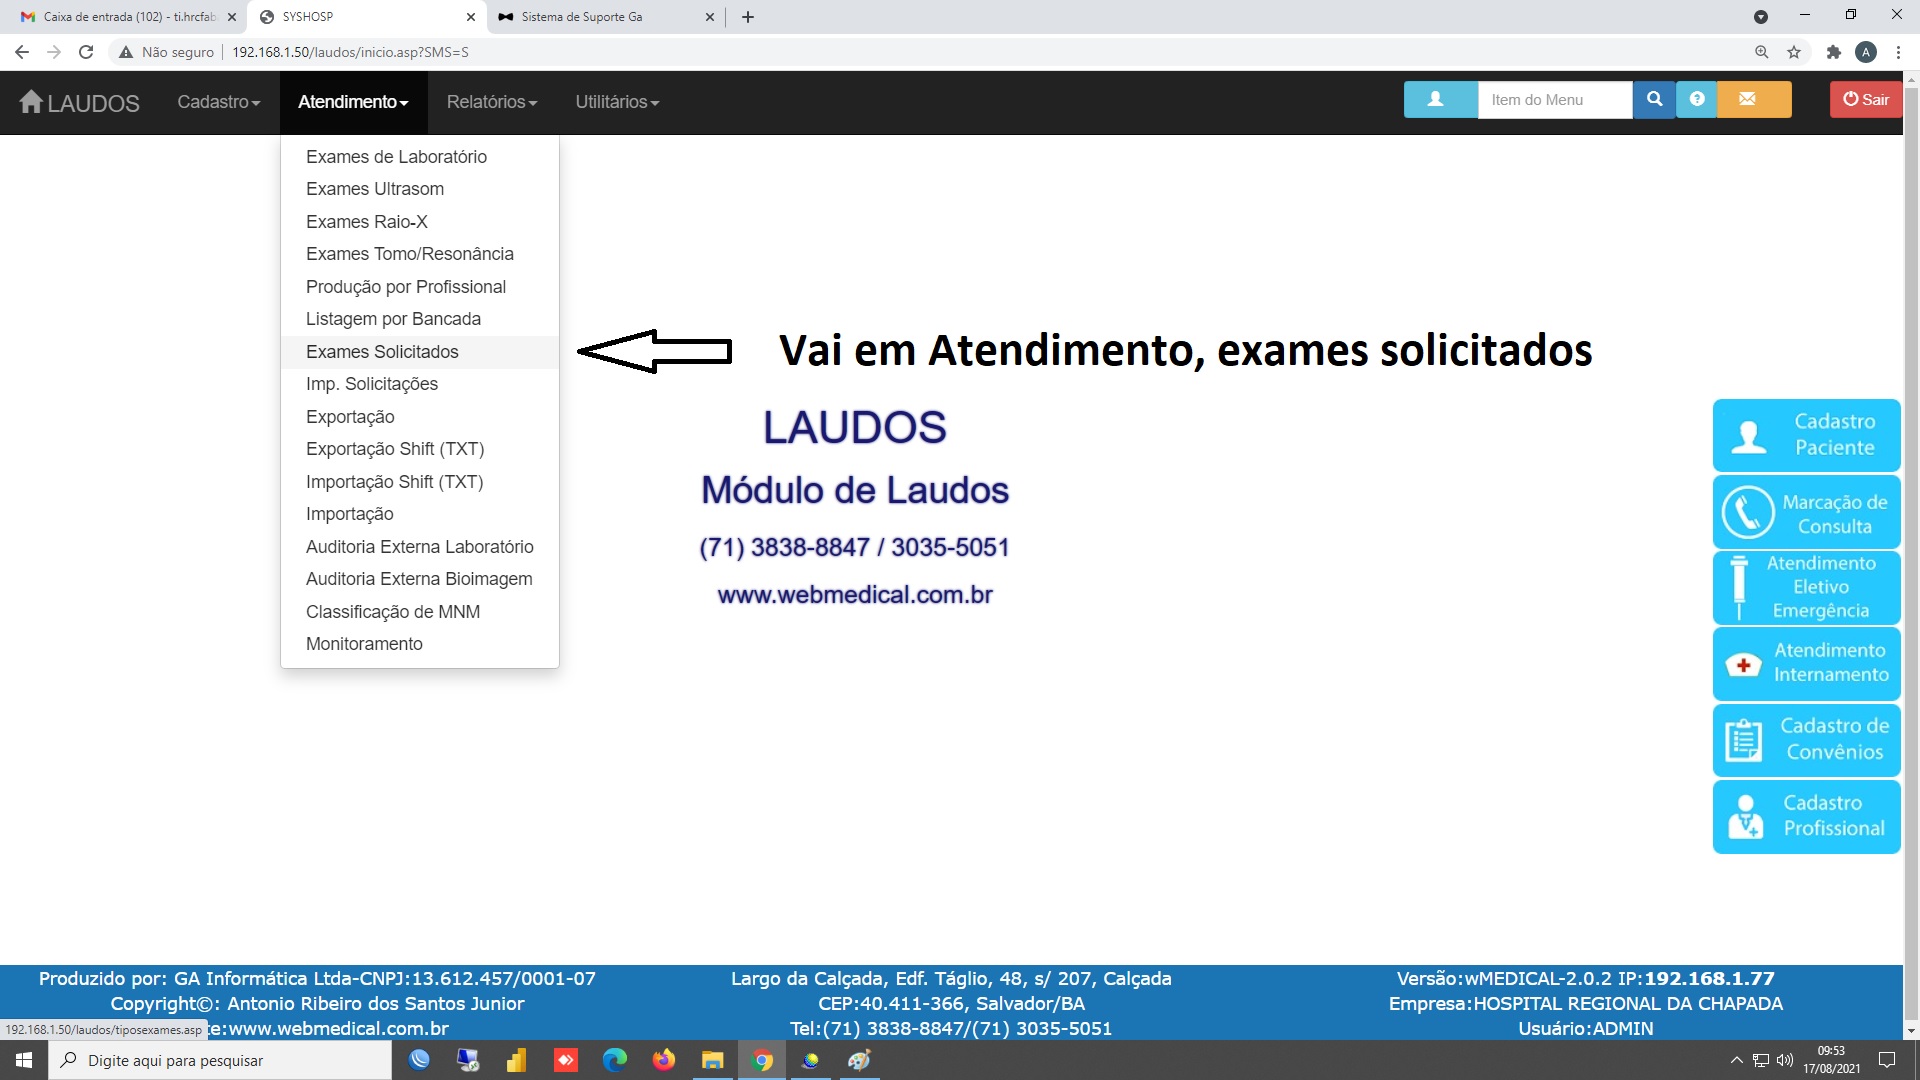 Caixa de entrada (102) - ti.hrcfab
SYSHOSP
Sistema de Suporte Ga
Não seguro
192.168.1.50/laudos/inicio.asp?SMS=S
A
LAUDOS
Cadastro
Atendimento
Relatórios
Utilitários
Item do Menu
Sair
Exames de Laboratório
Exames Ultrasom
Exames Raio-X
Exames Tomo/Resonância
Produção por Profissional
Listagem por Bancada
Exames Solicitados
Imp. Solicitações
Exportação
Exportação Shift (TXT)
Importação Shift (TXT)
Importação
Auditoria Externa Laboratório
Auditoria Externa Bioimagem
Classificação de MNM
Monitoramento
Vai em Atendimento, exames solicitados
LAUDOS
Módulo de Laudos
(71) 3838-8847 / 3035-5051
www.webmedical.com.br
Cadastro
Paciente
Marcação de
Consulta
Atendimento
Eletivo
Emergência
Atendimento
Internamento
Cadastro de
Convênios
Cadastro
Profissional
Produzido por: GA Informática Ltda-CNPJ:13.612.457/0001-07
Copyright©: Antonio Ribeiro dos Santos Junior
te:www.webmedical.com.br
Largo da Calçada, Edf. Táglio, 48, s/ 207, Calçada
CEP:40.411-366, Salvador/BA
Tel:(71) 3838-8847/(71) 3035-5051
Versão:wMEDICAL-2.0.2 IP:192.168.1.77
Empresa:HOSPITAL REGIONAL DA CHAPADA
Usuário:ADMIN
192.168.1.50/laudos/tiposexames.asp
Digite aqui para pesquisar
09:53
17/08/2021